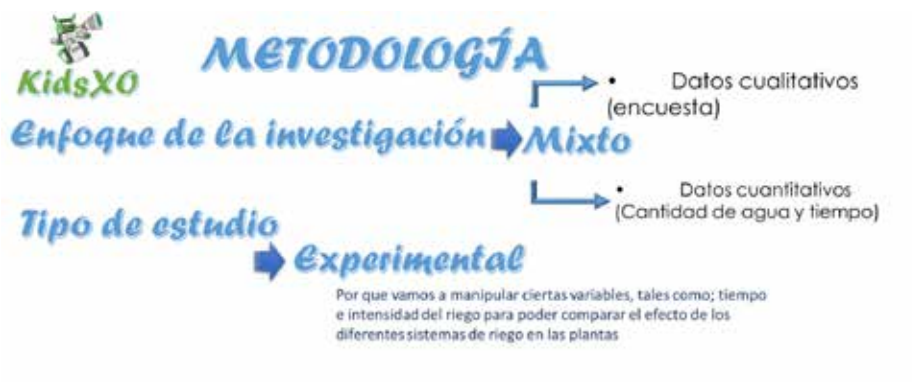 KidsXO
METODOLOGÍA
• Datos cualitativos
(encuesta)
Enfoque de la investigación
Mixto
• Datos cuantitativos
(Cantidad de agua y tiempo)
Tipo de estudio
Experimental
Por que vamos a manipular ciertas variables, tales como; tiempo
e intensidad del riego para poder comparar el efecto de los
diferentes sistemas de riego en las plantas